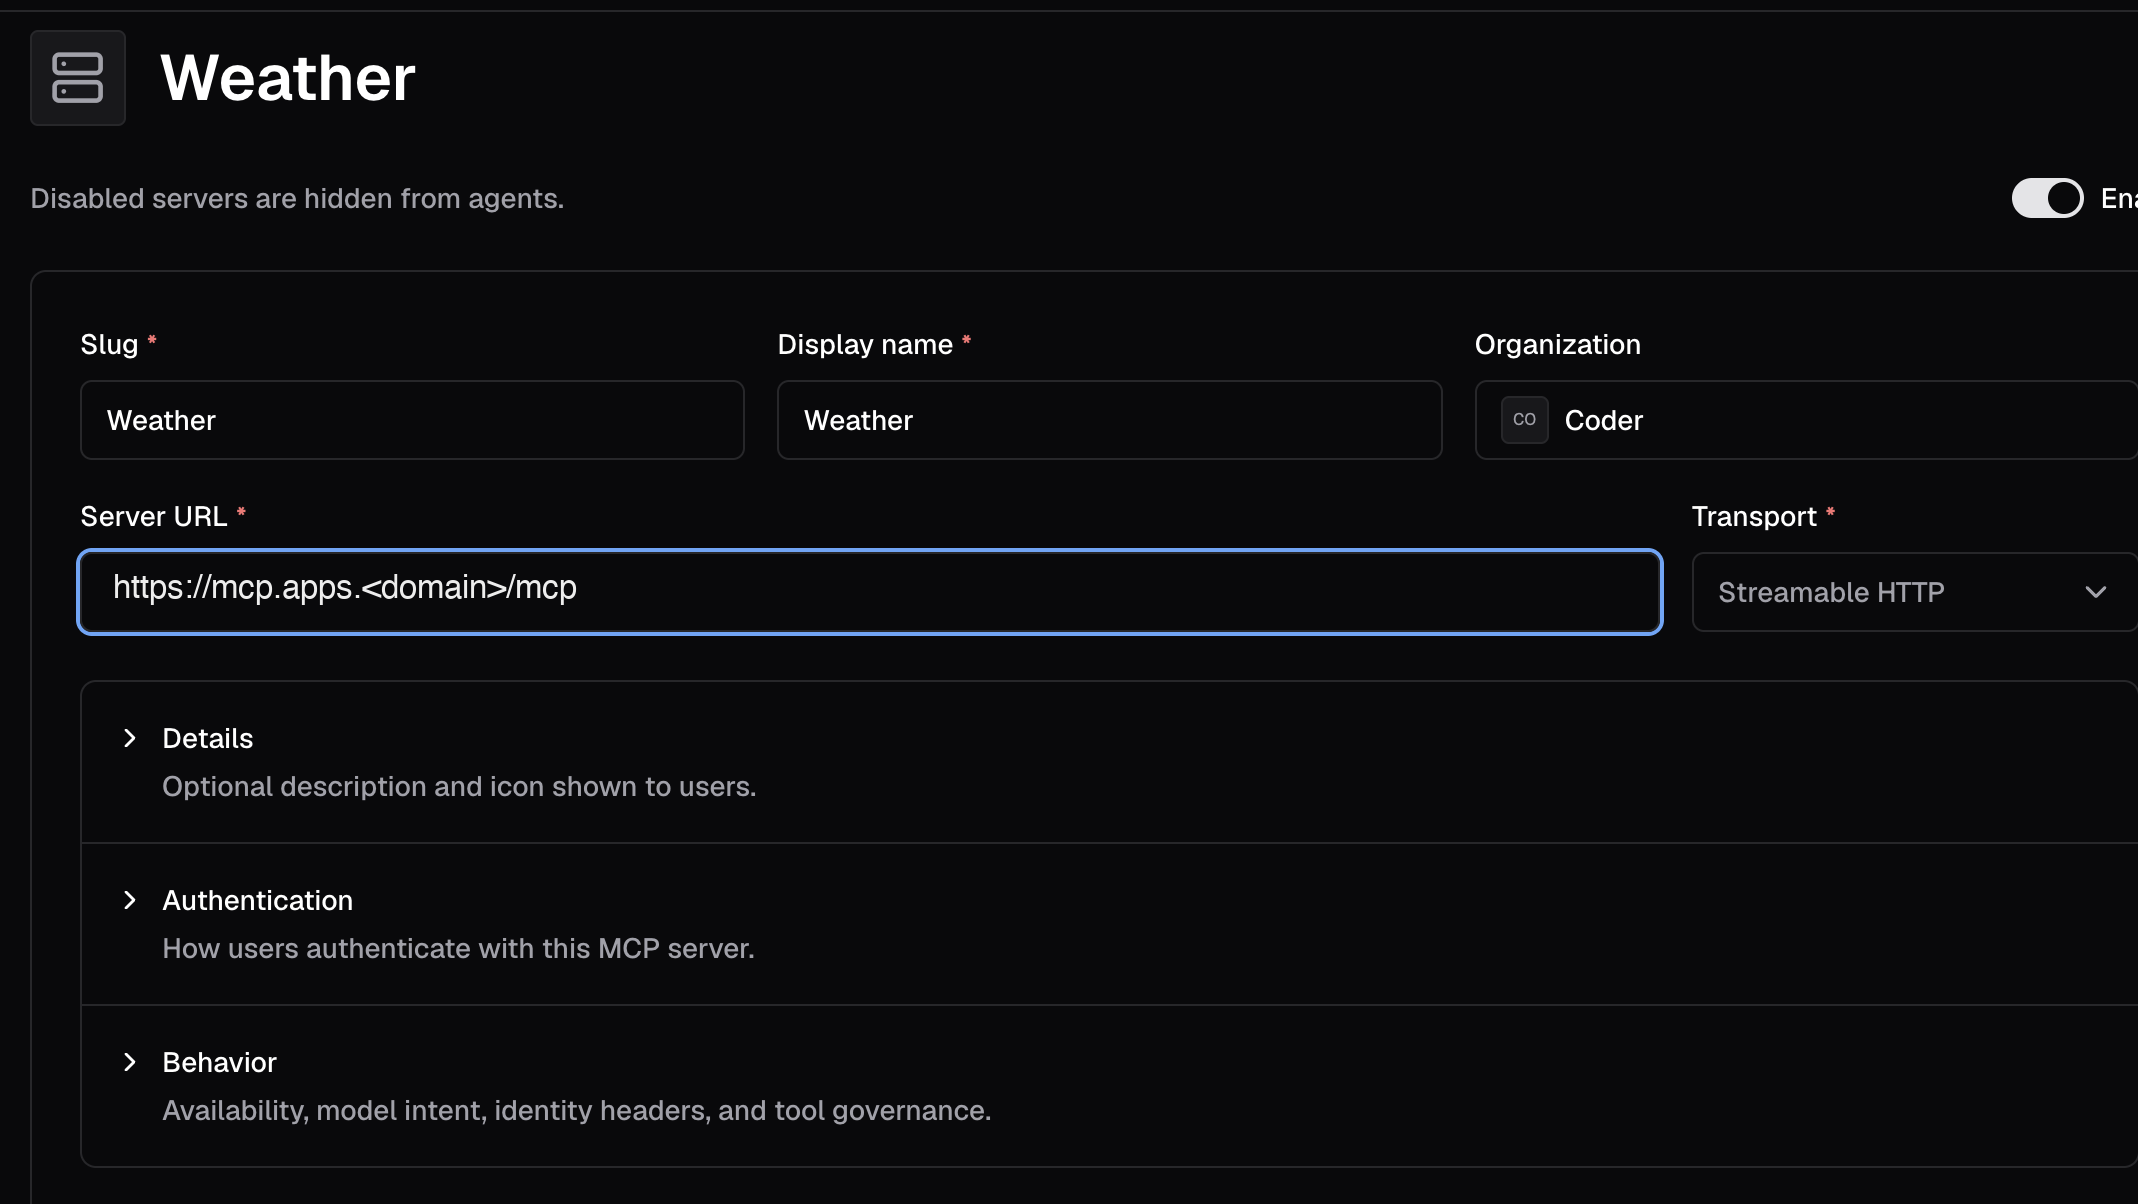 Weather
Disabled servers are hidden from agents.
Ena
Slug *
Display name *
Organization
Weather
Weather
CO Coder
Server URL *
Transport *
https://mcp.apps.<domain>/mcp
Streamable HTTP
Details
Optional description and icon shown to users.
Authentication
How users authenticate with this MCP server.
Behavior
Availability, model intent, identity headers, and tool governance.